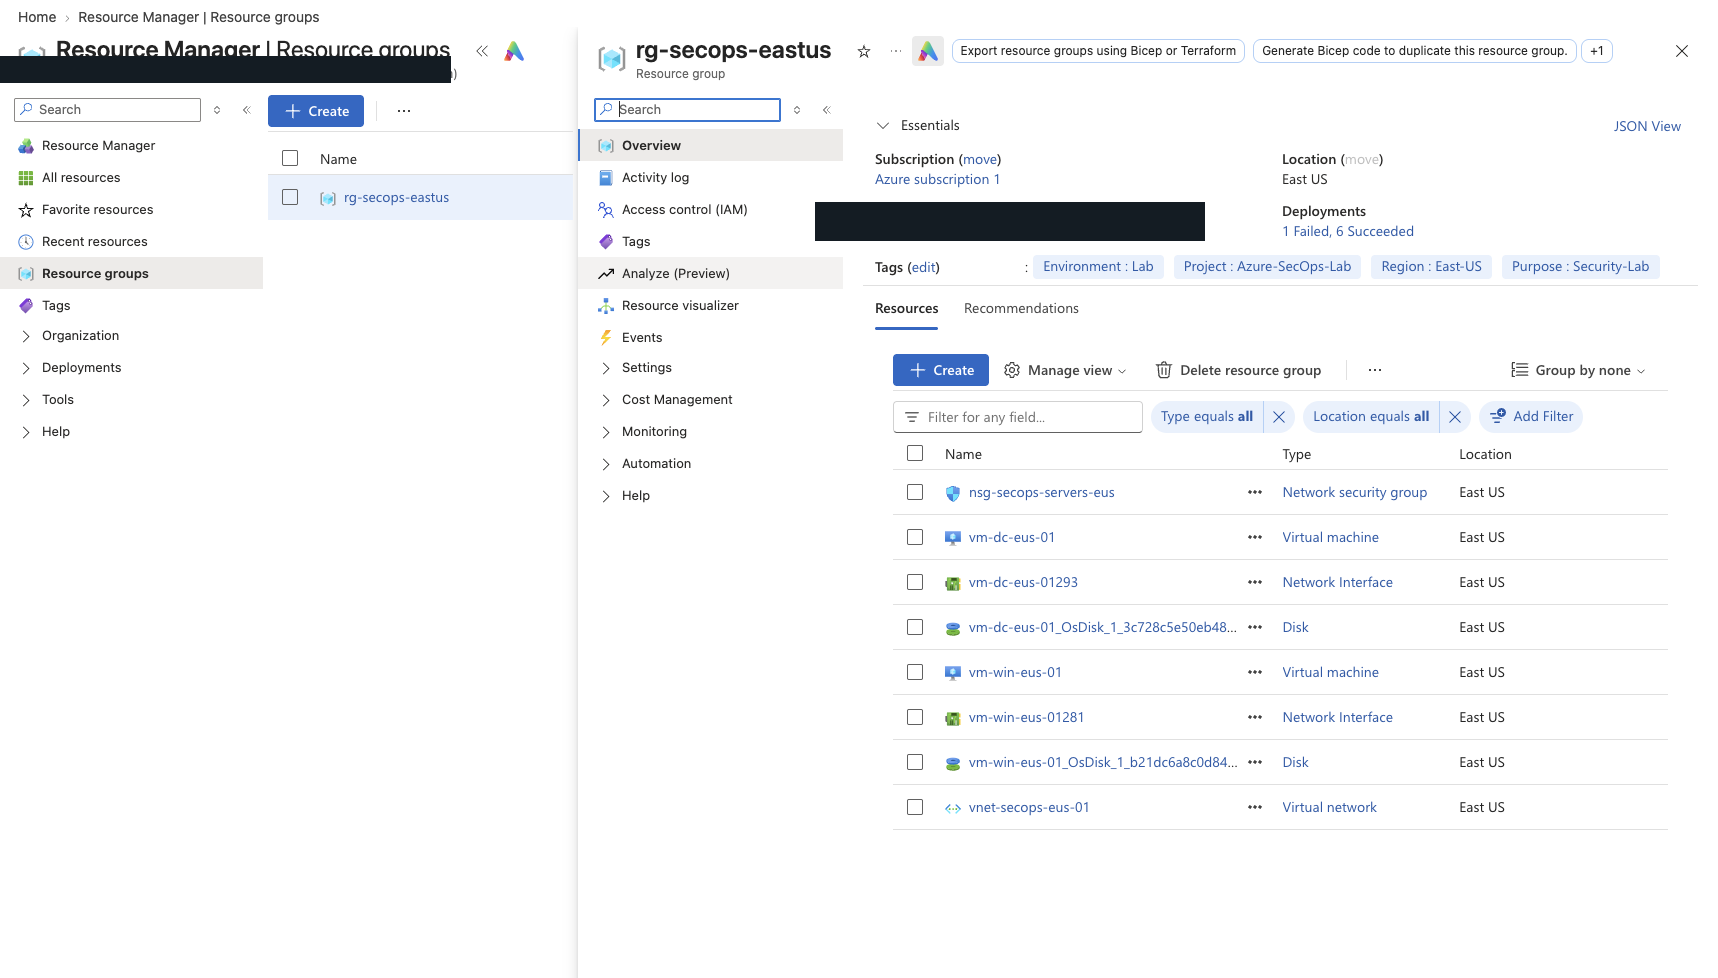 Home > Resource Manager | Resource groups
Resource Manager | Resource groups
)
Search
Resource Manager
All resources
Favorite resources
Recent resources
Resource groups
Tags
Organization
Deployments
Tools
Help
+ Create ...
Name
rg-secops-eastus
rg-secops-eastus
Resource group
Export resource groups using Bicep or Terraform
Generate Bicep code to duplicate this resource group.
+1
Search
Overview
Activity log
Access control (IAM)
Tags
Analyze (Preview)
Resource visualizer
Events
Settings
Cost Management
Monitoring
Automation
Help
Essentials
JSON View
Subscription (move)
Azure subscription 1
Location (move)
East US
Deployments
1 Failed, 6 Succeeded
Tags (edit) : Environment : Lab Project : Azure-SecOps-Lab Region : East-US Purpose : Security-Lab
Resources Recommendations
+ Create Manage view Delete resource group ... Group by none
Filter for any field... Type equals all Location equals all Add Filter
Name Type Location
nsg-secops-servers-eus ... Network security group East US
vm-dc-eus-01 ... Virtual machine East US
vm-dc-eus-01293 ... Network Interface East US
vm-dc-eus-01_OsDisk_1_3c728c5e50eb48... ... Disk East US
vm-win-eus-01 ... Virtual machine East US
vm-win-eus-01281 ... Network Interface East US
vm-win-eus-01_OsDisk_1_b21dc6a8c0d84... ... Disk East US
vnet-secops-eus-01 ... Virtual network East US